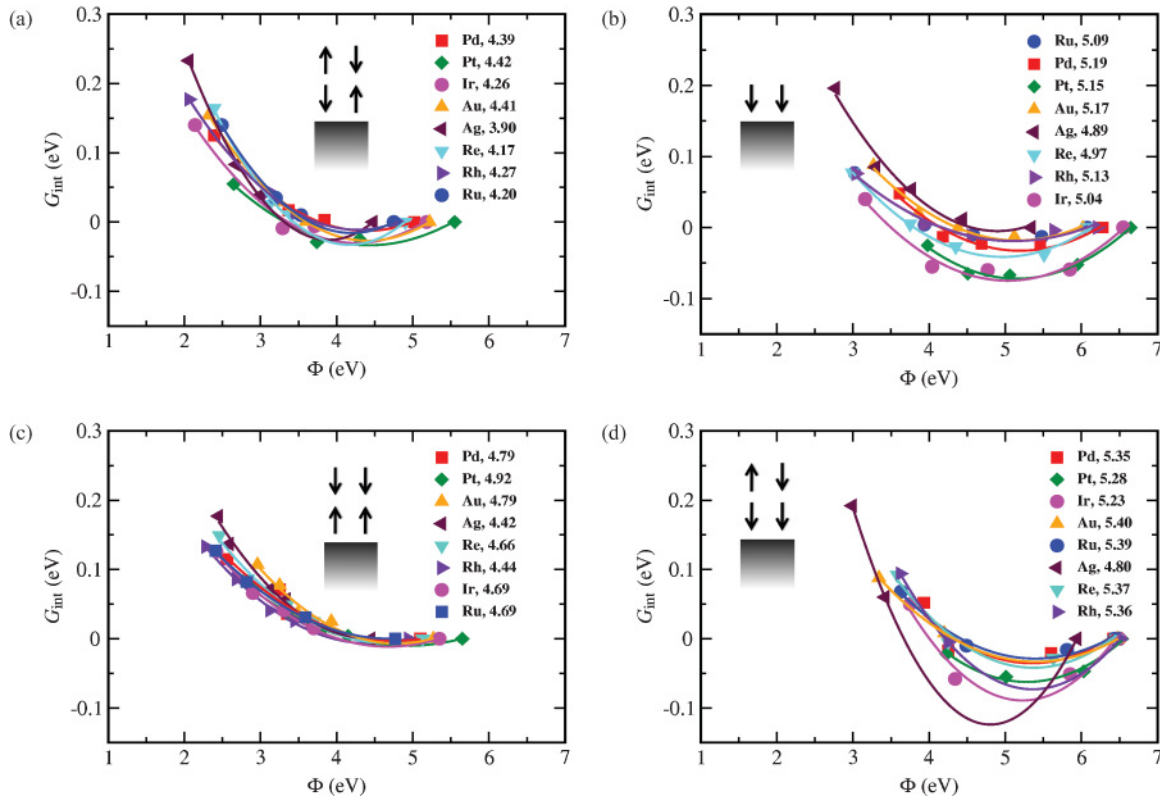 (a)
0.3
0.2
0.1
0
-0.1
G_int (eV)
1 2 3 4 5 6 7
Φ (eV)
Pd, 4.39
Pt, 4.42
Ir, 4.26
Au, 4.41
Ag, 3.90
Re, 4.17
Rh, 4.27
Ru, 4.20
(b)
0.3
0.2
0.1
0
-0.1
G_int (eV)
1 2 3 4 5 6 7
Φ (eV)
Ru, 5.09
Pd, 5.19
Pt, 5.15
Au, 5.17
Ag, 4.89
Re, 4.97
Rh, 5.13
Ir, 5.04
(c)
0.3
0.2
0.1
0
-0.1
G_int (eV)
1 2 3 4 5 6 7
Φ (eV)
Pd, 4.79
Pt, 4.92
Au, 4.79
Ag, 4.42
Re, 4.66
Rh, 4.44
Ir, 4.69
Ru, 4.69
(d)
0.3
0.2
0.1
0
-0.1
G_int (eV)
1 2 3 4 5 6 7
Φ (eV)
Pd, 5.35
Pt, 5.28
Ir, 5.23
Au, 5.40
Ru, 5.39
Ag, 4.80
Re, 5.37
Rh, 5.36